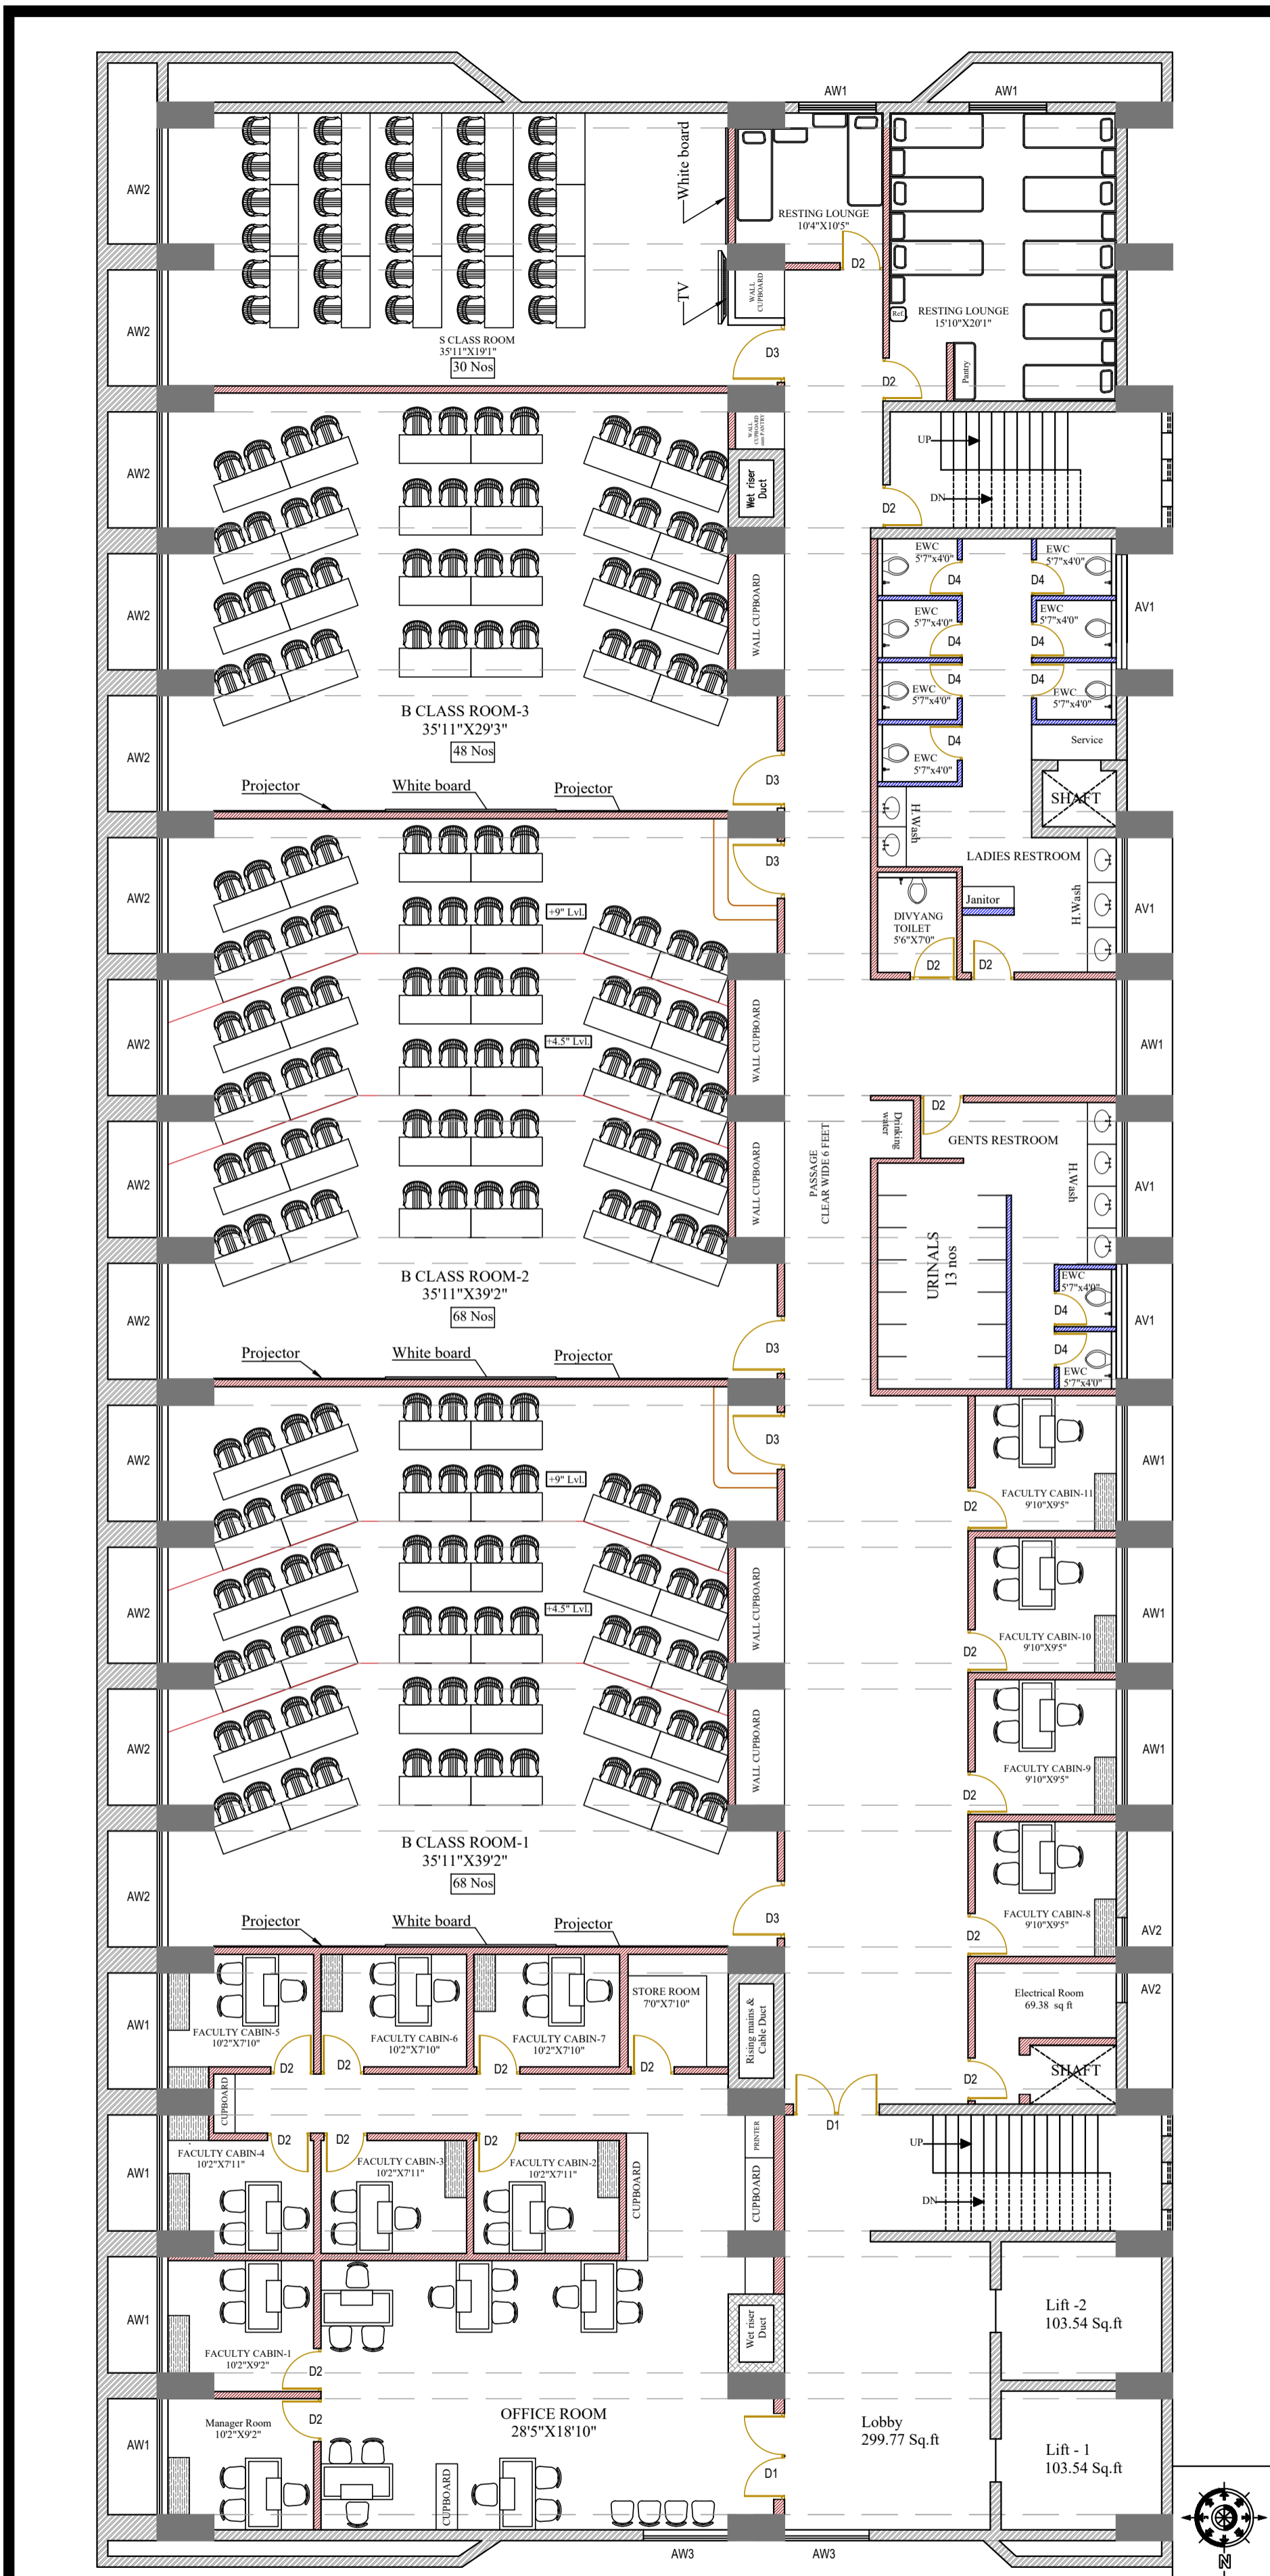 AW1
AW1
AW2
White board
RESTING LOUNGE
10'4"X10'5"
D2
TV
WALL
CUPBOARD
Ref.
RESTING LOUNGE
15'10"X20'1"
AW2
S CLASS ROOM
35'11"X19'1"
30 Nos
D3
D2
Pantry
AW2
WALL
CUPBOARD
cum PANTRY
Wet riser
Duct
UP
DN
D2
AW2
WALL CUPBOARD
EWC
5'7"x4'0"
D4
EWC
5'7"x4'0"
D4
EWC
5'7"x4'0"
D4
EWC
5'7"x4'0"
D4
AV1
EWC
5'7"x4'0"
D4
EWC
5'7"x4'0"
D4
B CLASS ROOM-3
35'11"X29'3"
48 Nos
AW2
D3
EWC
5'7"x4'0"
D4
Service
SHAFT
Projector
White board
Projector
H.Wash
D3
LADIES RESTROOM
AW2
+9" Lvl.
DIVYANG
TOILET
5'6"X7'0"
Janitor
H.Wash
AV1
D2
D2
AW2
+4.5" Lvl.
WALL CUPBOARD
AW1
D2
Drinking
water
GENTS RESTROOM
AW2
WALL CUPBOARD
PASSAGE
CLEAR WIDE 6 FEET
H.Wash
AV1
URINALS
13 nos
B CLASS ROOM-2
35'11"X39'2"
68 Nos
AW2
D3
EWC
5'7"x4'0"
D4
AV1
D4
EWC
5'7"x4'0"
Projector
White board
Projector
D3
AW2
+9" Lvl.
FACULTY CABIN-11
9'10"X9'5"
D2
AW1
AW2
+4.5" Lvl.
WALL CUPBOARD
FACULTY CABIN-10
9'10"X9'5"
D2
AW1
AW2
WALL CUPBOARD
FACULTY CABIN-9
9'10"X9'5"
D2
AW1
B CLASS ROOM-1
35'11"X39'2"
68 Nos
AW2
D3
FACULTY CABIN-8
9'10"X9'5"
D2
AV2
Projector
White board
Projector
AW1
FACULTY CABIN-5
10'2"X7'10"
D2
FACULTY CABIN-6
10'2"X7'10"
D2
FACULTY CABIN-7
10'2"X7'10"
D2
STORE ROOM
7'0"X7'10"
D2
Rising mains &
Cable Duct
Electrical Room
69.38 sq ft
AV2
SHAFT
D2
CUPBOARD
D1
AW1
FACULTY CABIN-4
10'2"X7'11"
D2
FACULTY CABIN-3
10'2"X7'11"
D2
FACULTY CABIN-2
10'2"X7'11"
D2
CUPBOARD
PRINTER
CUPBOARD
UP
DN
AW1
FACULTY CABIN-1
10'2"X9'2"
D2
Wet riser
Duct
Lift -2
103.54 Sq.ft
AW1
Manager Room
10'2"X9'2"
D2
OFFICE ROOM
28'5"X18'10"
Lobby
299.77 Sq.ft
Lift - 1
103.54 Sq.ft
CUPBOARD
D1
AW3
AW3
N